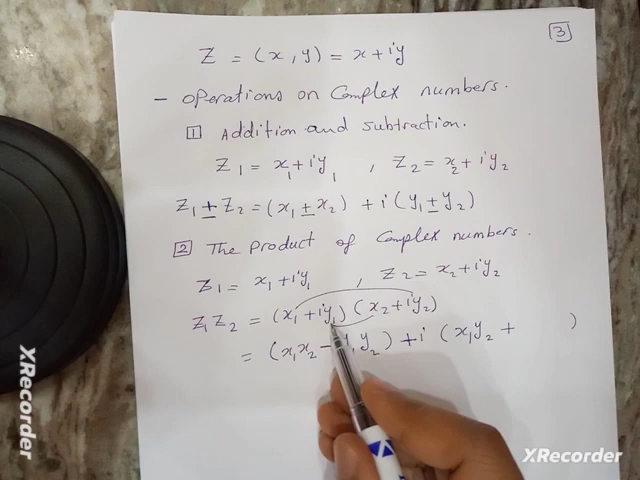 3
Z = (x, y) = x + iy
- operations on Complex numbers.
1 Addition and subtraction.
Z₁ = x₁ + iy₁ , Z₂ = x₂ + iy₂
Z₁ ± Z₂ = (x₁ ± x₂) + i (y₁ ± y₂)
2 The product of Complex numbers.
Z₁ = x₁ + iy₁ , Z₂ = x₂ + iy₂
Z₁Z₂ = (x₁ + iy₁) (x₂ + iy₂)
= (x₁x₂ - y₁y₂) + i (x₁y₂ + )
XRecorder
XRecorder